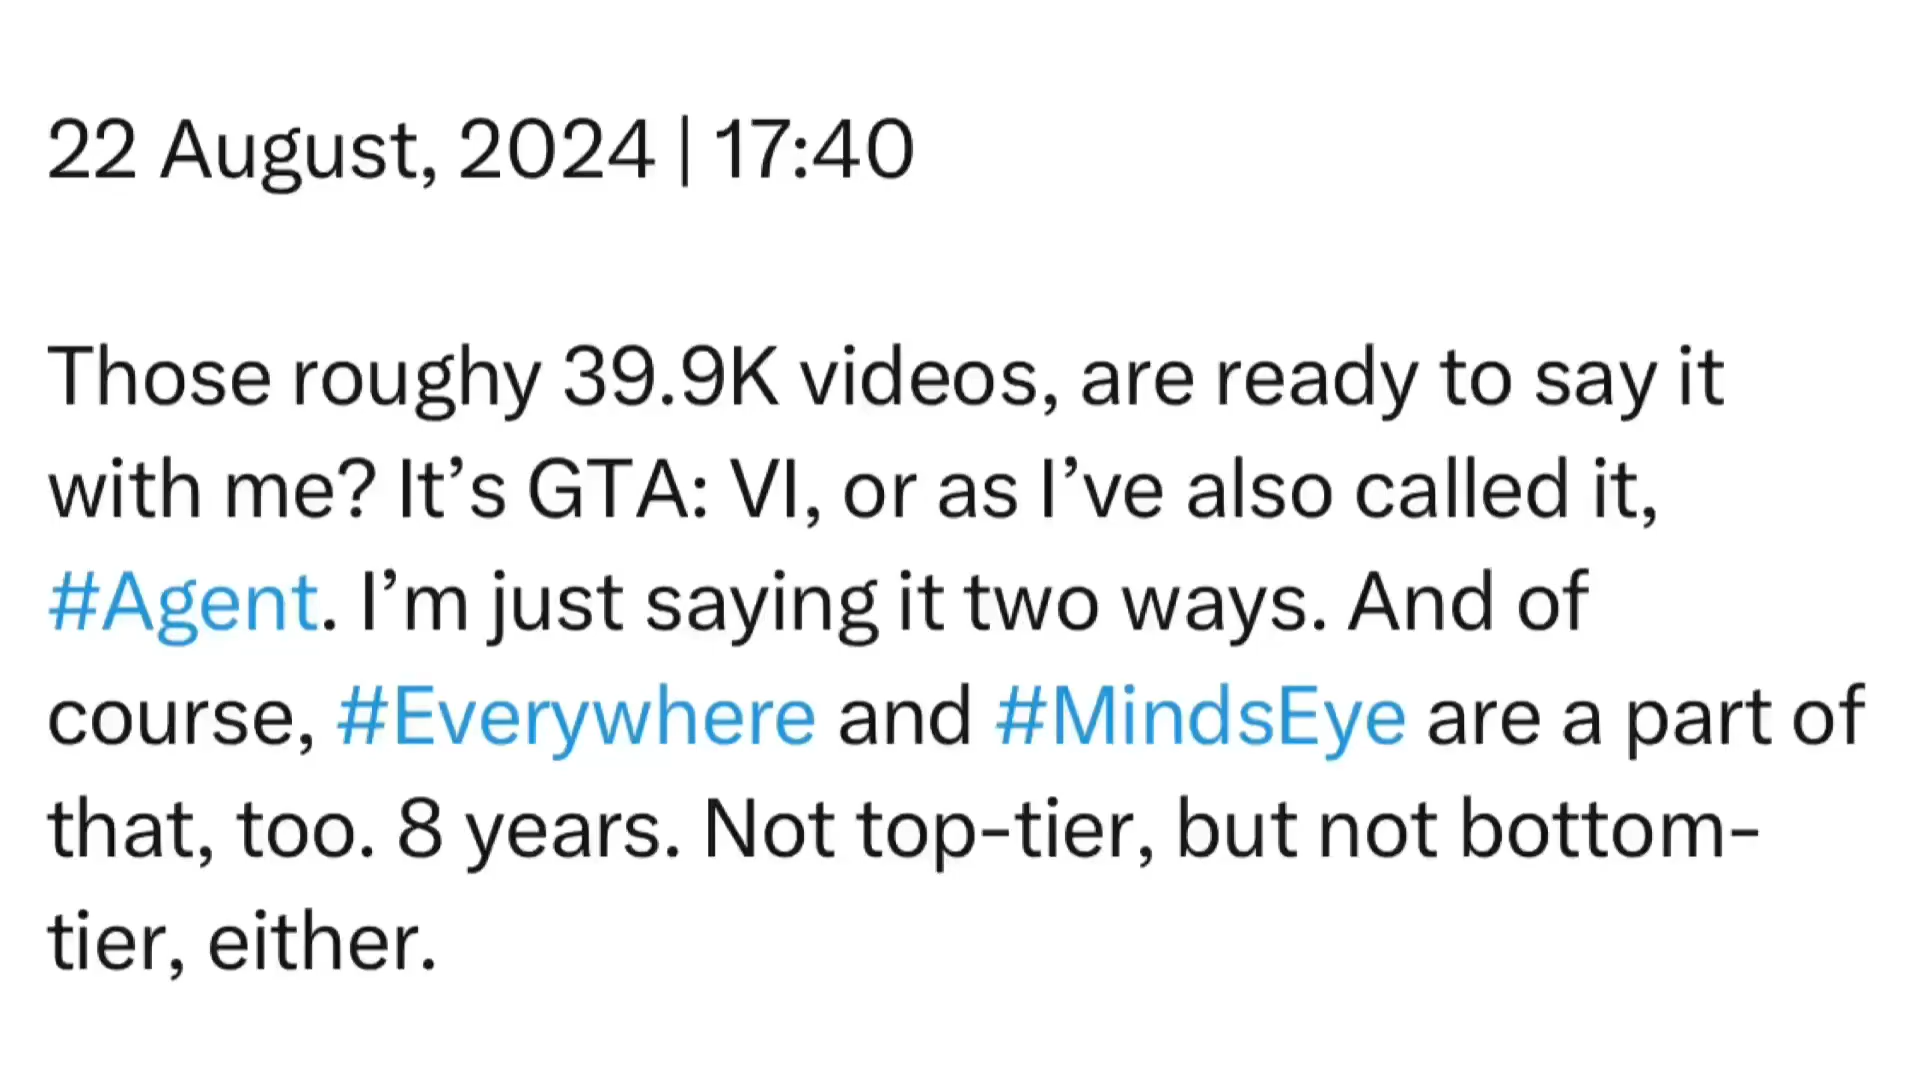 22 August, 2024 | 17:40
Those roughy 39.9K videos, are ready to say it
with me? It’s GTA: VI, or as I’ve also called it,
#Agent. I’m just saying it two ways. And of
course, #Everywhere and #MindsEye are a part of
that, too. 8 years. Not top-tier, but not bottom-
tier, either.